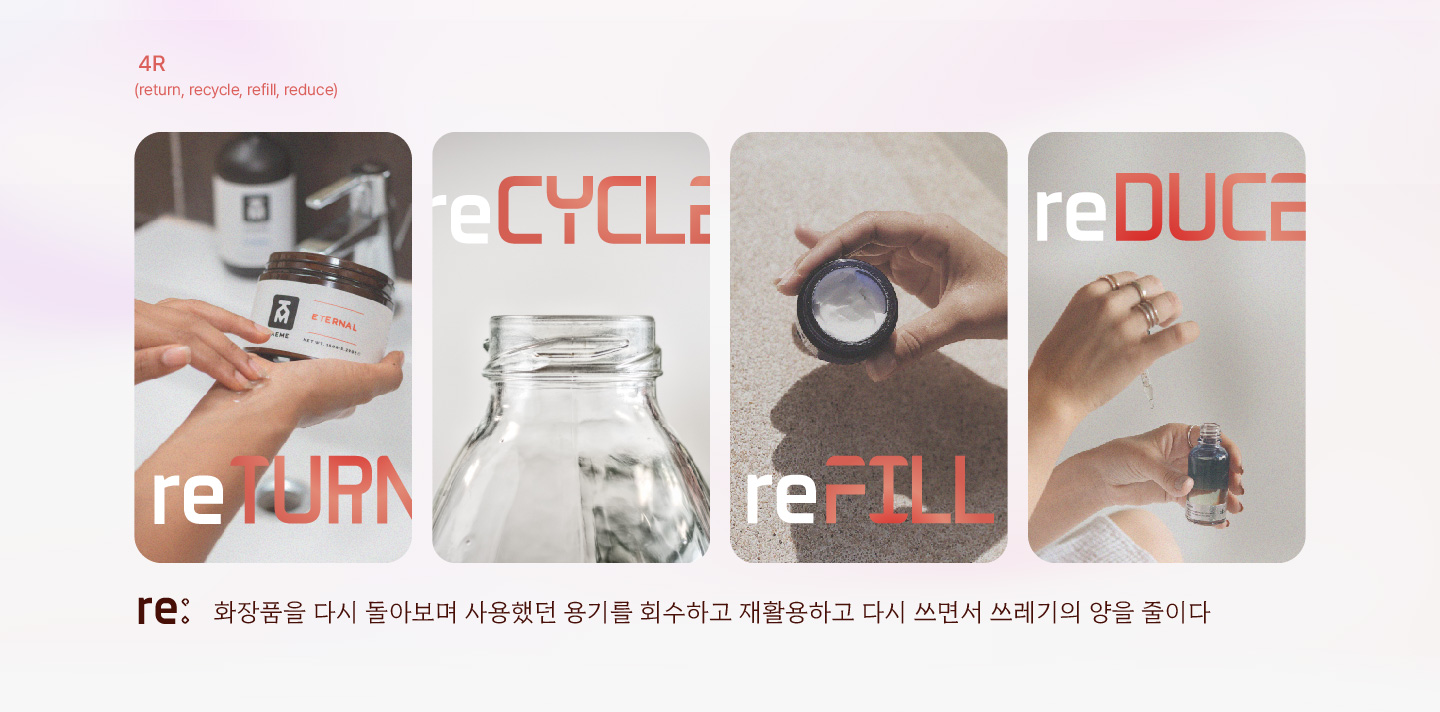 4R
(return, recycle, refill, reduce)
reCYCLE
reDUCE
ETERNAL
reTURN
reFILL
re:
화장품을 다시 돌아보며 사용했던 용기를 회수하고 재활용하고 다시 쓰면서 쓰레기의 양을 줄이다